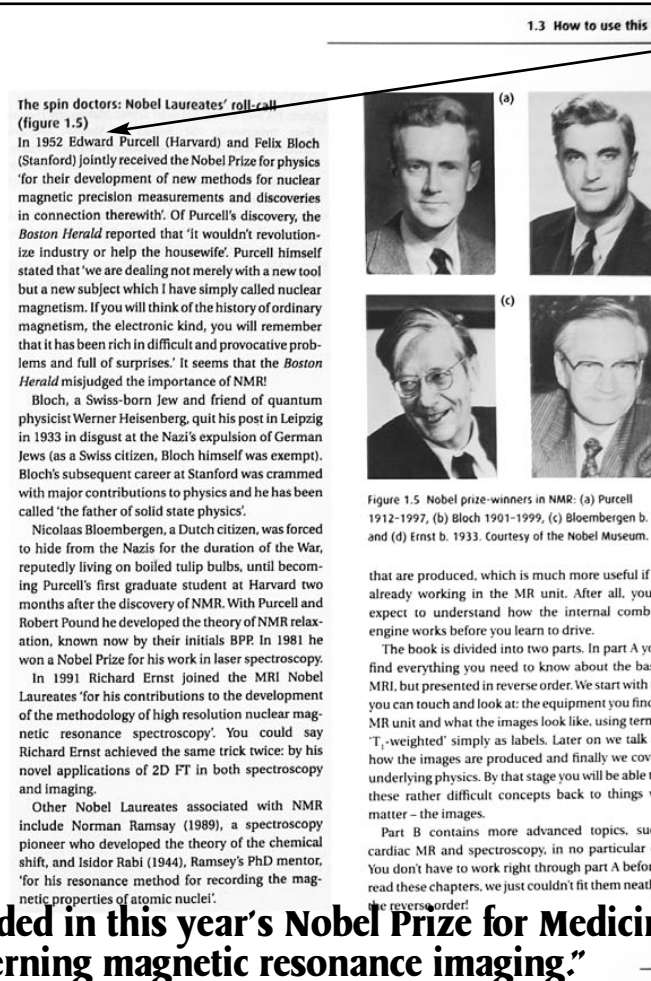 1.3 How to use this
The spin doctors: Nobel Laureates' roll-call
(figure 1.5)
In 1952 Edward Purcell (Harvard) and Felix Bloch
(Stanford) jointly received the Nobel Prize for physics
'for their development of new methods for nuclear
magnetic precision measurements and discoveries
in connection therewith'. Of Purcell's discovery, the
Boston Herald reported that 'it wouldn't revolution-
ize industry or help the housewife'. Purcell himself
stated that 'we are dealing not merely with a new tool
but a new subject which I have simply called nuclear
magnetism. If you will think of the history of ordinary
magnetism, the electronic kind, you will remember
that it has been rich in difficult and provocative prob-
lems and full of surprises.' It seems that the Boston
Herald misjudged the importance of NMR!
Bloch, a Swiss-born Jew and friend of quantum
physicist Werner Heisenberg, quit his post in Leipzig
in 1933 in disgust at the Nazi's expulsion of German
Jews (as a Swiss citizen, Bloch himself was exempt).
Bloch's subsequent career at Stanford was crammed
with major contributions to physics and he has been
called 'the father of solid state physics'.
Nicolaas Bloembergen, a Dutch citizen, was forced
to hide from the Nazis for the duration of the War,
reputedly living on boiled tulip bulbs, until becom-
ing Purcell's first graduate student at Harvard two
months after the discovery of NMR. With Purcell and
Robert Pound he developed the theory of NMR relax-
ation, known now by their initials BPP. In 1981 he
won a Nobel Prize for his work in laser spectroscopy.
In 1991 Richard Ernst joined the MRI Nobel
Laureates 'for his contributions to the development
of the methodology of high resolution nuclear mag-
netic resonance spectroscopy'. You could say
Richard Ernst achieved the same trick twice: by his
novel applications of 2D FT in both spectroscopy
and imaging.
Other Nobel Laureates associated with NMR
include Norman Ramsay (1989), a spectroscopy
pioneer who developed the theory of the chemical
shift, and Isidor Rabi (1944), Ramsey's PhD mentor,
'for his resonance method for recording the mag-
netic properties of atomic nuclei'.
(a)
(c)
Figure 1.5 Nobel prize-winners in NMR: (a) Purcell
1912–1997, (b) Bloch 1901–1999, (c) Bloembergen b.
and (d) Ernst b. 1933. Courtesy of the Nobel Museum.
that are produced, which is much more useful if
already working in the MR unit. After all, you
expect to understand how the internal comb
engine works before you learn to drive.
The book is divided into two parts. In part A yo
find everything you need to know about the bas
MRI, but presented in reverse order. We start with
you can touch and look at: the equipment you find
MR unit and what the images look like, using tern
'T₁-weighted' simply as labels. Later on we talk
how the images are produced and finally we cov
underlying physics. By that stage you will be able t
these rather difficult concepts back to things
matter – the images.
Part B contains more advanced topics, suc
cardiac MR and spectroscopy, in no particular
You don't have to work right through part A befor
read these chapters, we just couldn't fit them neatl
the reverse order!
ded in this year's Nobel Prize for Medicin
erning magnetic resonance imaging."